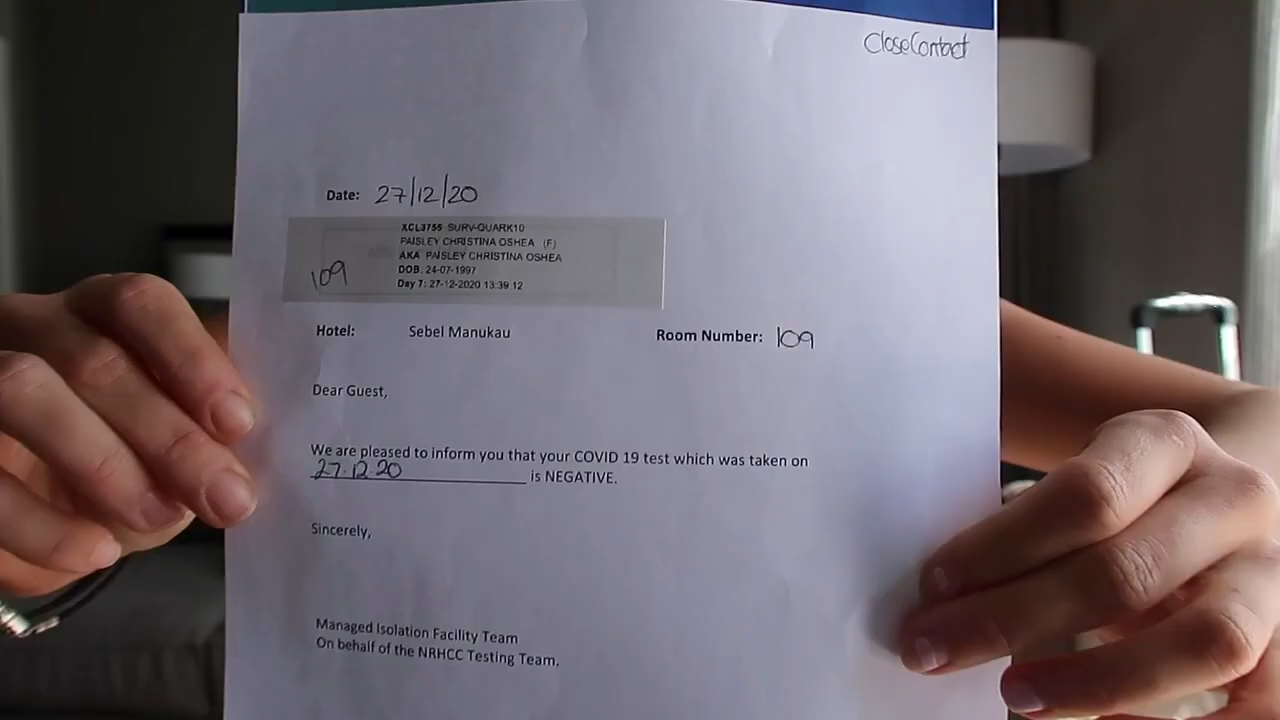 CloseContact
Date: 27/12/20
XCL3755 SURV-QUARK10
PAISLEY CHRISTINA OSHEA (F)
AKA PAISLEY CHRISTINA OSHEA
DOB. 24-07-1997
109
Day 7: 27-12-2020 13:39 12
Hotel: Sebel Manukau Room Number: 109
Dear Guest,
We are pleased to inform you that your COVID 19 test which was taken on
27.12.20 is NEGATIVE.
Sincerely,
Managed Isolation Facility Team
On behalf of the NRHCC Testing Team.